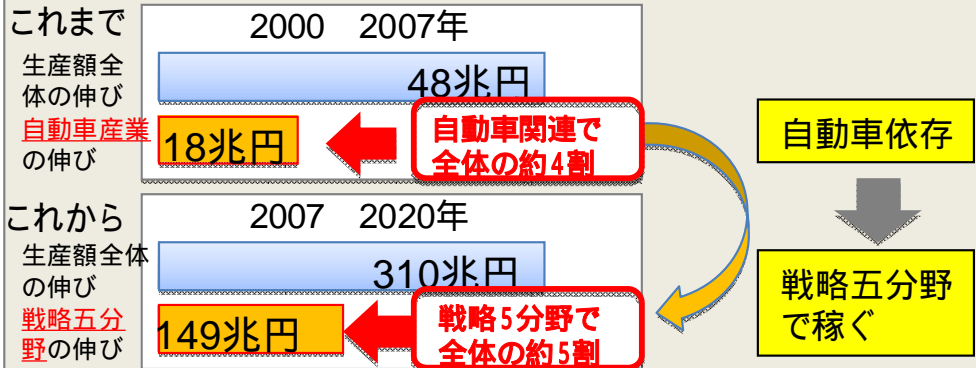 これまで
2000 2007年
生産額全
体の伸び
48兆円
自動車産業
の伸び
18兆円
自動車関連で
全体の約4割
自動車依存
これから
2007 2020年
生産額全体
の伸び
310兆円
戦略五分
野の伸び
149兆円
戦略5分野で
全体の約5割
戦略五分野
で稼ぐ